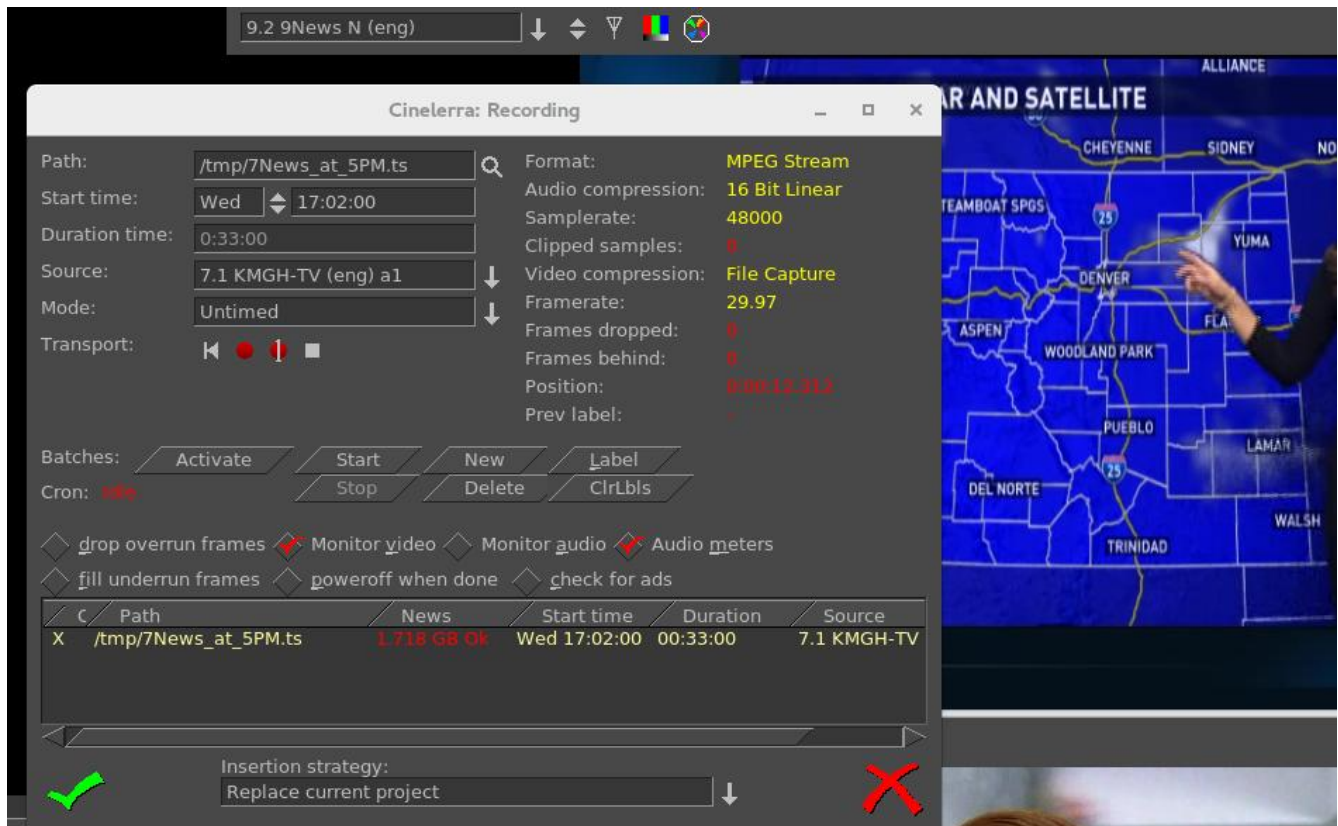 9.2 9News N (eng)
Cinelerra: Recording
Path: /tmp/7News_at_5PM.ts
Start time: Wed 17:02:00
Duration time: 0:33:00
Source: 7.1 KMGH-TV (eng) a1
Mode: Untimed
Transport:
Format: MPEG Stream
Audio compression: 16 Bit Linear
Samplerate: 48000
Clipped samples: 0
Video compression: File Capture
Framerate: 29.97
Frames dropped: 0
Frames behind: 0
Position: 0:00:12.312
Prev label: -
Batches: Activate Start New Label
Cron: Idle Stop Delete ClrLbls
drop overrun frames Monitor video Monitor audio Audio meters
fill underrun frames poweroff when done check for ads
C Path News Start time Duration Source
X /tmp/7News_at_5PM.ts 1.718 GB Ok Wed 17:02:00 00:33:00 7.1 KMGH-TV
Insertion strategy:
Replace current project
ALLIANCE
AR AND SATELLITE
CHEYENNE SIDNEY NO
TEAMBOAT SPGS
25
YUMA
DENVER
ASPEN
WOODLAND PARK
PUEBLO
LAMAR
25
DEL NORTE
WALSH
TRINIDAD